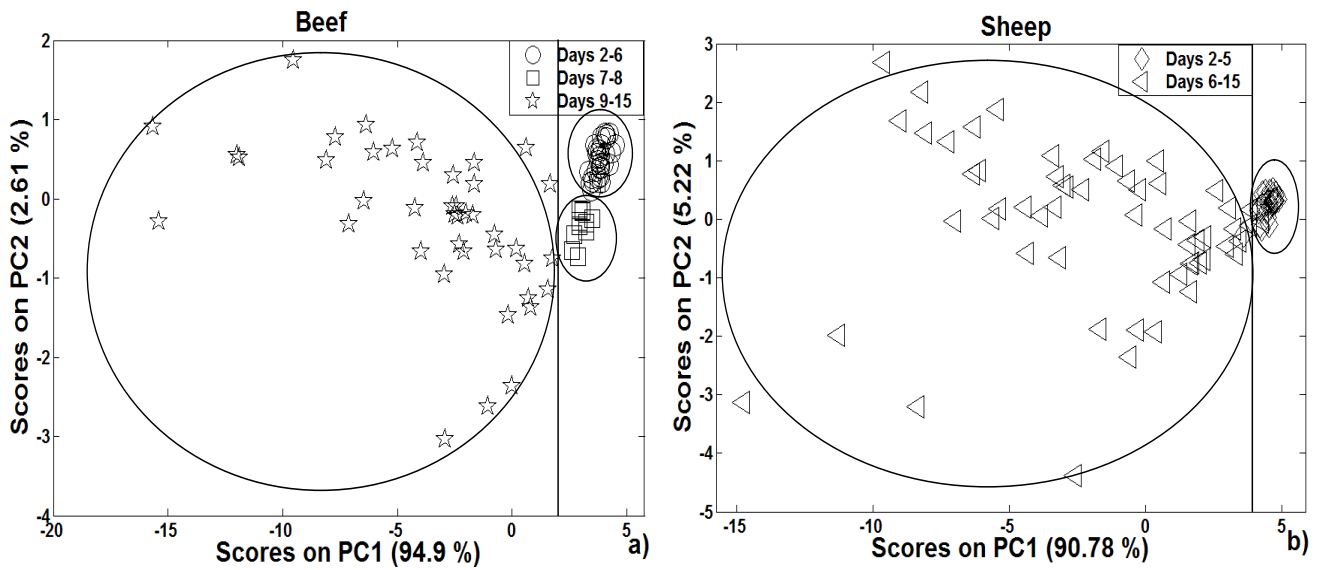 Beef
Days 2-6
Days 7-8
Days 9-15
2
1
0
-1
-2
-3
-4
-20
-15
-10
-5
0
5
Scores on PC2 (2.61 %)
Scores on PC1 (94.9 %)
a)
Sheep
Days 2-5
Days 6-15
3
2
1
0
-1
-2
-3
-4
-5
-15
-10
-5
0
5
Scores on PC2 (5.22 %)
Scores on PC1 (90.78 %)
b)